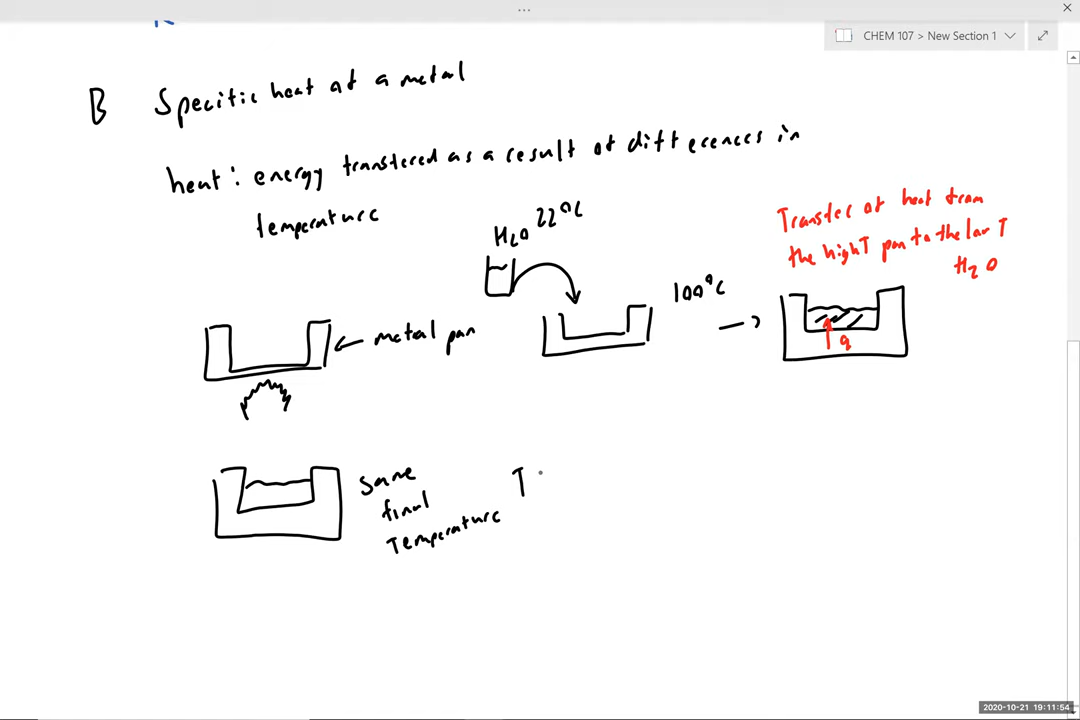 CHEM 107 > New Section 1
B Specific heat of a metal
heat: energy transfered as a result of differences in
temperature
H₂O 22°C
Transfer of heat from
the high T pan to the low T
H₂O
100°C
metal pan
q
Same
final
Temperature
T
2020-10-21 19:11:54